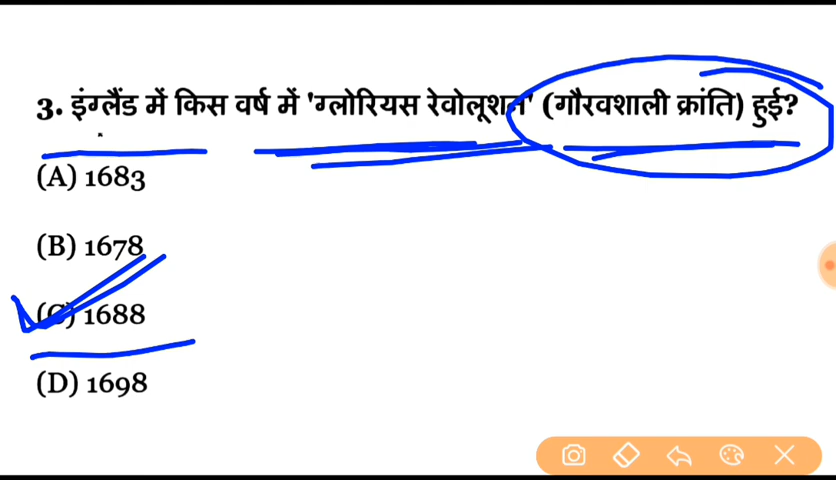 3. इंग्लैंड में किस वर्ष में 'ग्लोरियस रेवोलूशन' (गौरवशाली क्रांति) हुई?
(A) 1683
(B) 1678
(C) 1688
(D) 1698